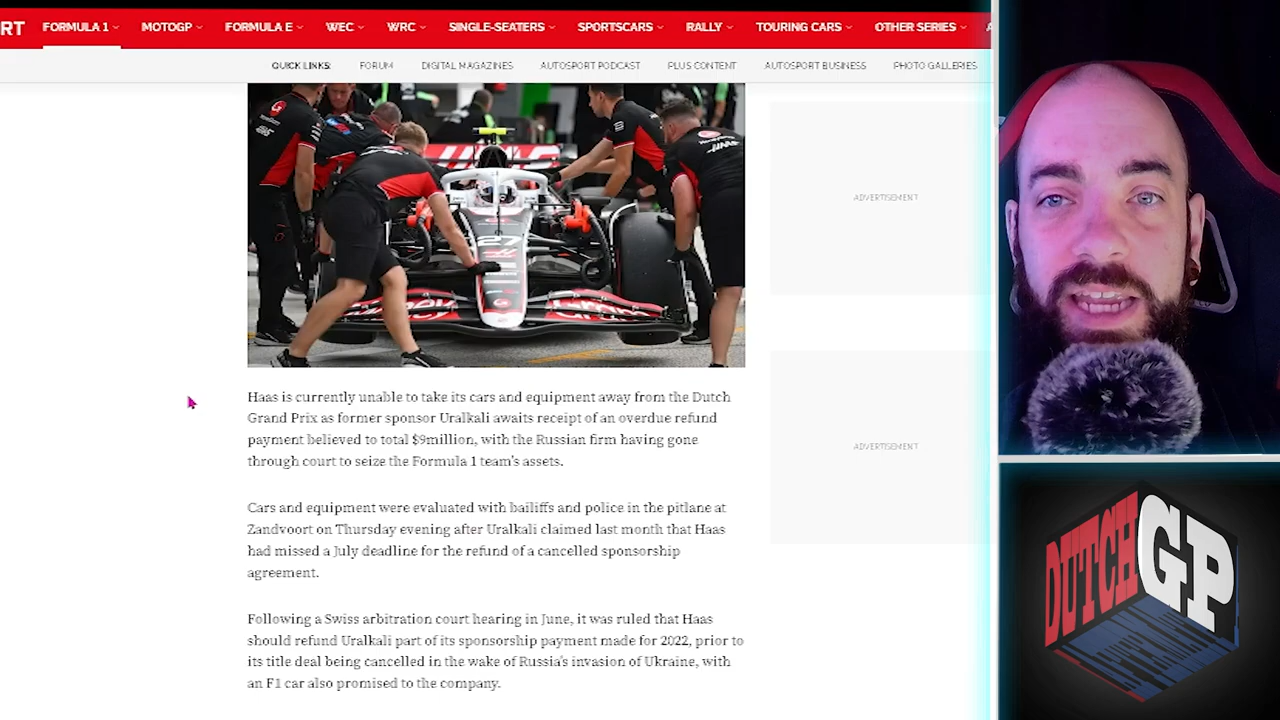 RT FORMULA 1 MOTOGP FORMULA E WEC WRC SINGLE-SEATERS SPORTSCARS RALLY TOURING CARS OTHER SERIES
QUICK LINKS: FORUM DIGITAL MAGAZINES AUTOSPORT PODCAST PLUS CONTENT AUTOSPORT BUSINESS PHOTO GALLERIES
HAAS
27
ADVERTISEMENT
Haas is currently unable to take its cars and equipment away from the Dutch
Grand Prix as former sponsor Uralkali awaits receipt of an overdue refund
payment believed to total $9million, with the Russian firm having gone
through court to seize the Formula 1 team's assets.
ADVERTISEMENT
Cars and equipment were evaluated with bailiffs and police in the pitlane at
Zandvoort on Thursday evening after Uralkali claimed last month that Haas
had missed a July deadline for the refund of a cancelled sponsorship
agreement.
Following a Swiss arbitration court hearing in June, it was ruled that Haas
should refund Uralkali part of its sponsorship payment made for 2022, prior to
its title deal being cancelled in the wake of Russia's invasion of Ukraine, with
an F1 car also promised to the company.
DUTCH GP